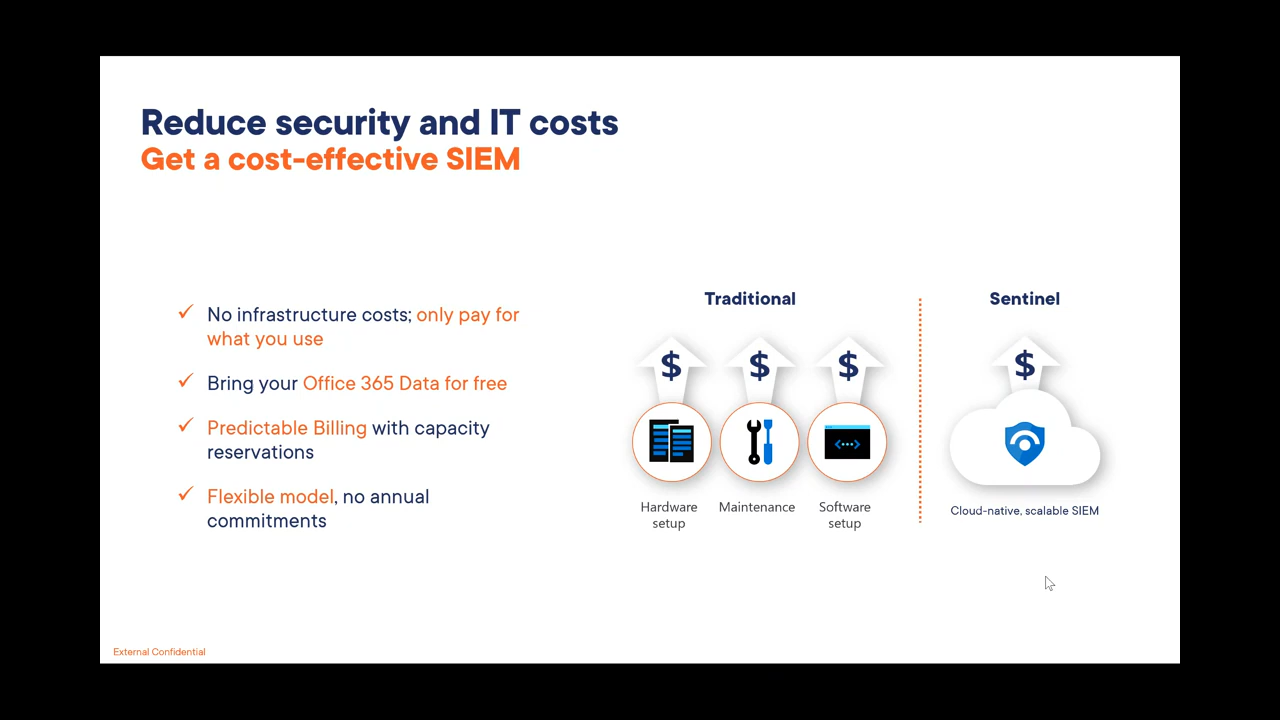 Reduce security and IT costs
Get a cost-effective SIEM
✓ No infrastructure costs; only pay for
what you use
✓ Bring your Office 365 Data for free
✓ Predictable Billing with capacity
reservations
✓ Flexible model, no annual
commitments
Traditional
$ $ $
Hardware
setup
Maintenance
Software
setup
Sentinel
$
Cloud-native, scalable SIEM
External Confidential